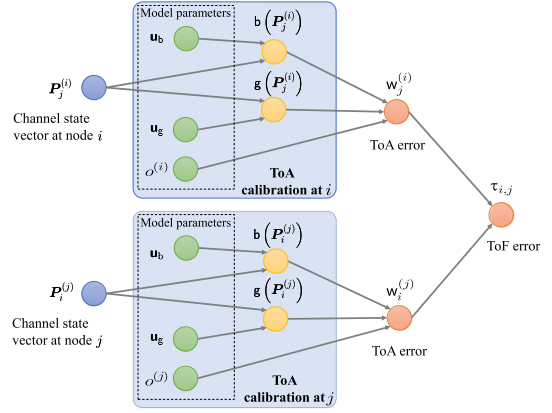 Model parameters
u_b
b(P_j^(i))
P_j^(i)
g(P_j^(i))
w_j^(i)
Channel state
vector at node i
u_g
ToA error
o^(i)
ToA
calibration at i
τ_{i,j}
ToF error
Model parameters
u_b
b(P_i^(j))
P_i^(j)
g(P_i^(j))
w_i^(j)
Channel state
vector at node j
u_g
ToA error
o^(j)
ToA
calibration at j